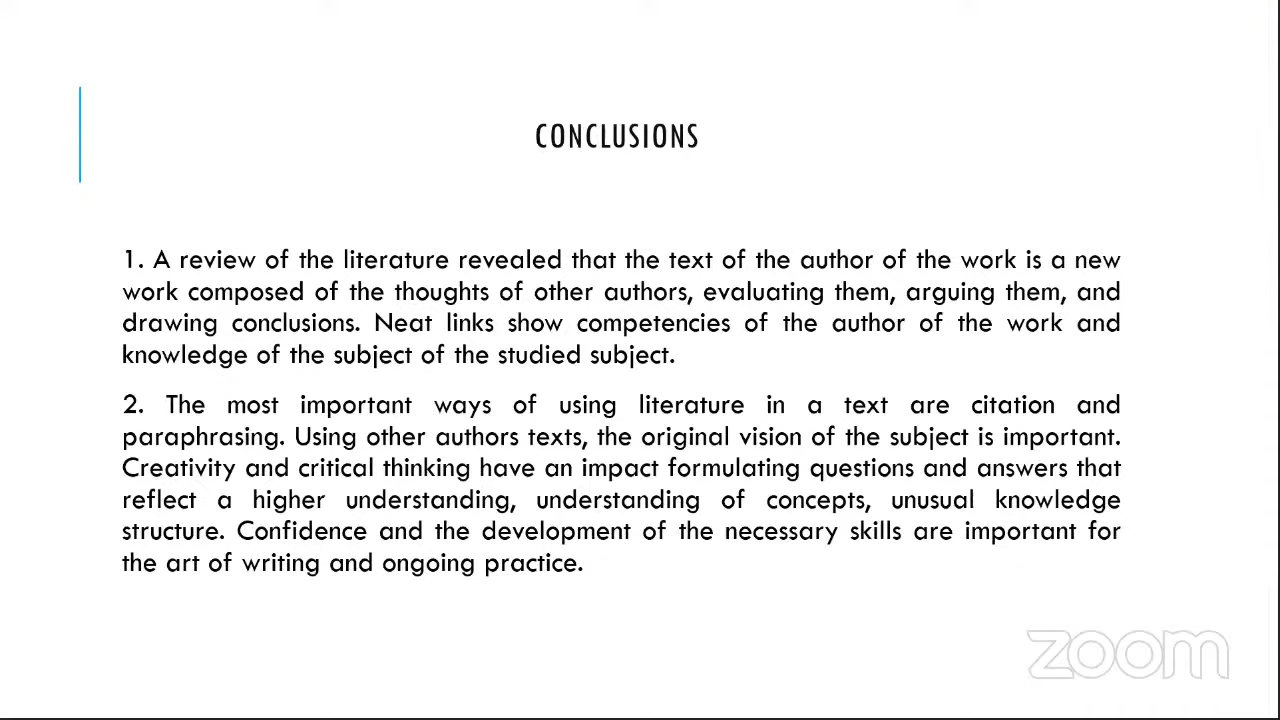 CONCLUSIONS
1. A review of the literature revealed that the text of the author of the work is a new
work composed of the thoughts of other authors, evaluating them, arguing them, and
drawing conclusions. Neat links show competencies of the author of the work and
knowledge of the subject of the studied subject.
2. The most important ways of using literature in a text are citation and
paraphrasing. Using other authors texts, the original vision of the subject is important.
Creativity and critical thinking have an impact formulating questions and answers that
reflect a higher understanding, understanding of concepts, unusual knowledge
structure. Confidence and the development of the necessary skills are important for
the art of writing and ongoing practice.
zoom